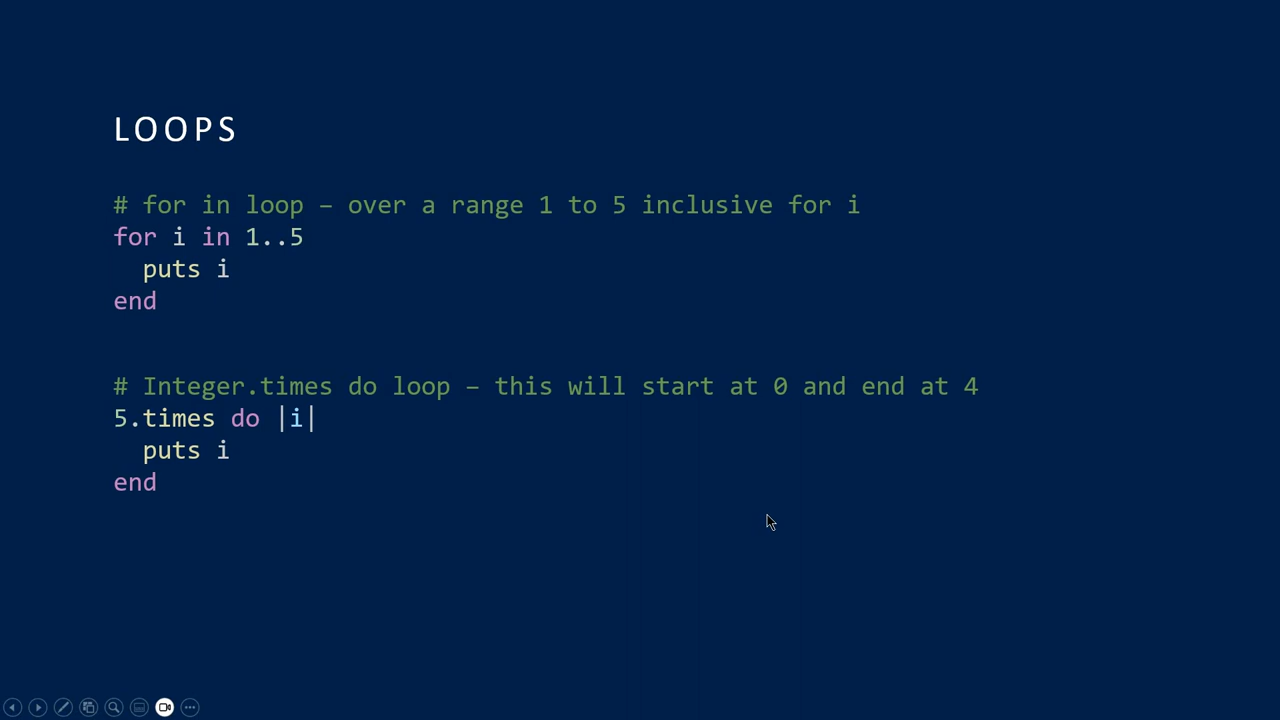 LOOPS
# for in loop – over a range 1 to 5 inclusive for i
for i in 1..5
  puts i
end
# Integer.times do loop – this will start at 0 and end at 4
5.times do |i|
  puts i
end